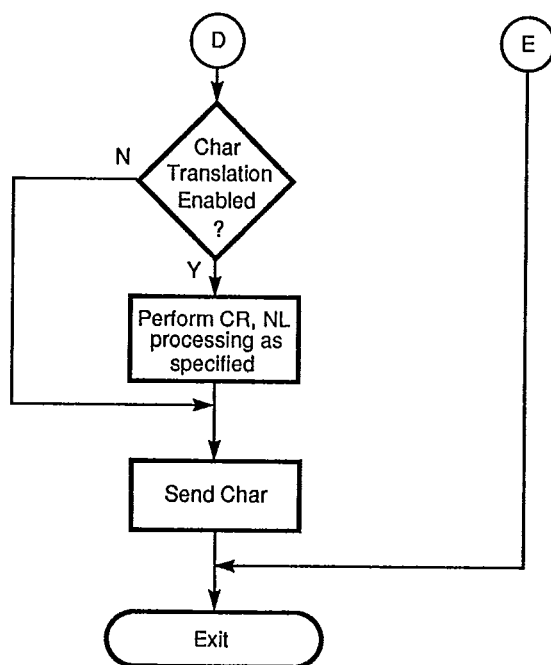 D
E
N
Char
Translation
Enabled
?
Y
Perform CR, NL
processing as
specified
Send Char
Exit